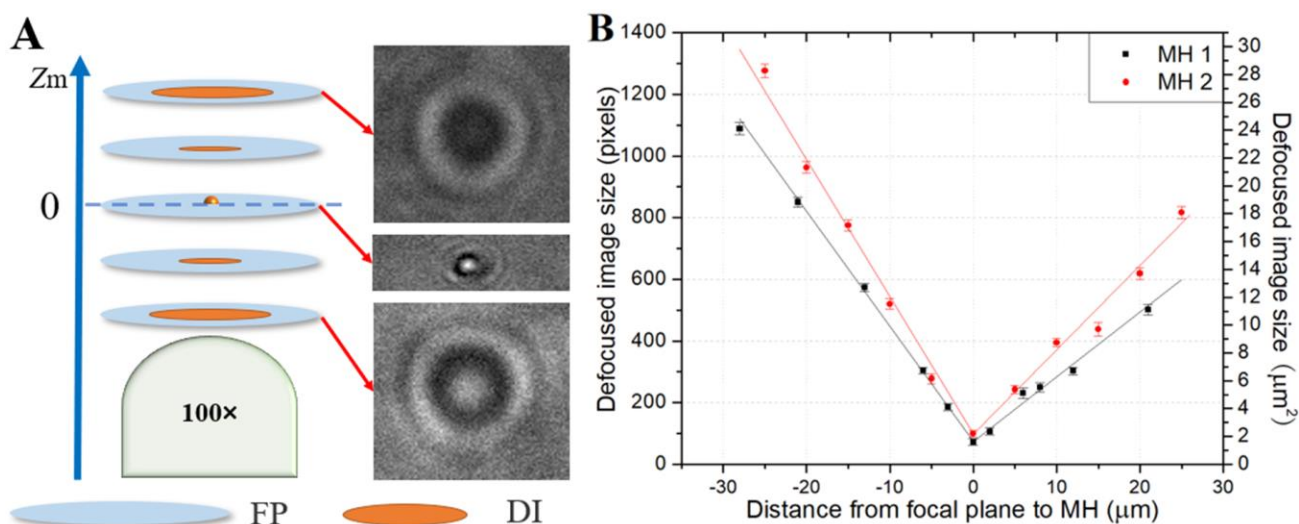 A
Zm
0
100×
FP
DI
B
MH 1
MH 2
Defocused image size (pixels)
1400
1200
1000
800
600
400
200
0
Defocused image size (μm²)
30
28
26
24
22
20
18
16
14
12
10
8
6
4
2
0
-30 -20 -10 0 10 20 30
Distance from focal plane to MH (μm)